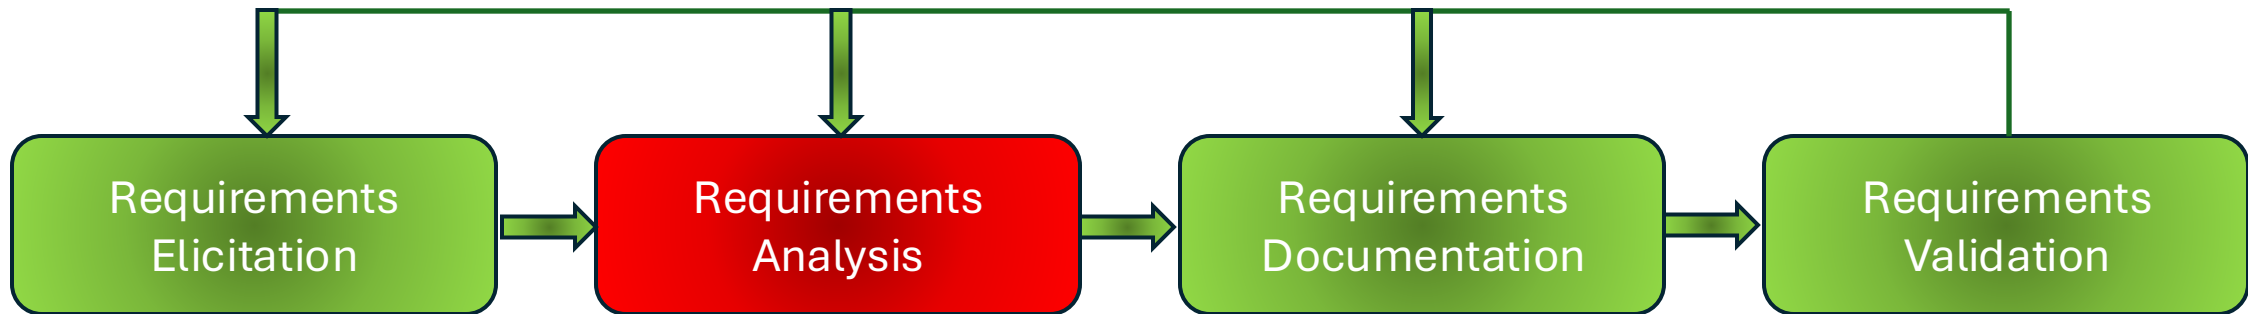 Requirements
Elicitation
Requirements
Analysis
Requirements
Documentation
Requirements
Validation